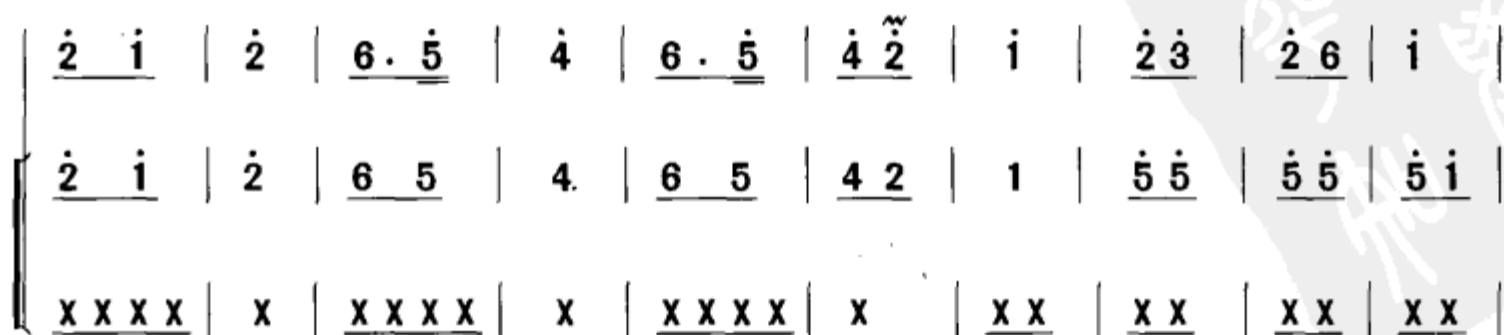 | 2̇ 1̇ | 2̇ | 6 . 5̇ | 4̇ | 6 . 5̇ | 4̇ 2̇ | 1̇ | 2̇ 3̇ | 2̇ 6 | 1̇ |
2̇ 1̇ | 2̇ | 6 5 | 4. | 6 5 | 4 2 | 1 | 5̇ 5̇ | 5̇ 5̇ | 5̇ 1̇ |
X X X X | X | X X X X | X | X X X X | X | X X | X X | X X | X X |